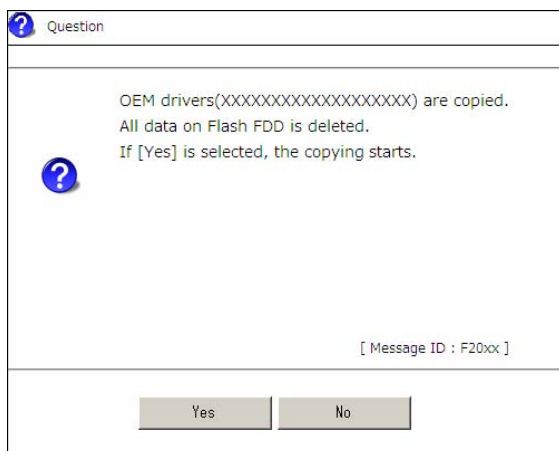 Question
OEM drivers(XXXXXXXXXXXXXXXXXXX) are copied.
All data on Flash FDD is deleted.
If [Yes] is selected, the copying starts.
[ Message ID : F20xx ]
Yes No